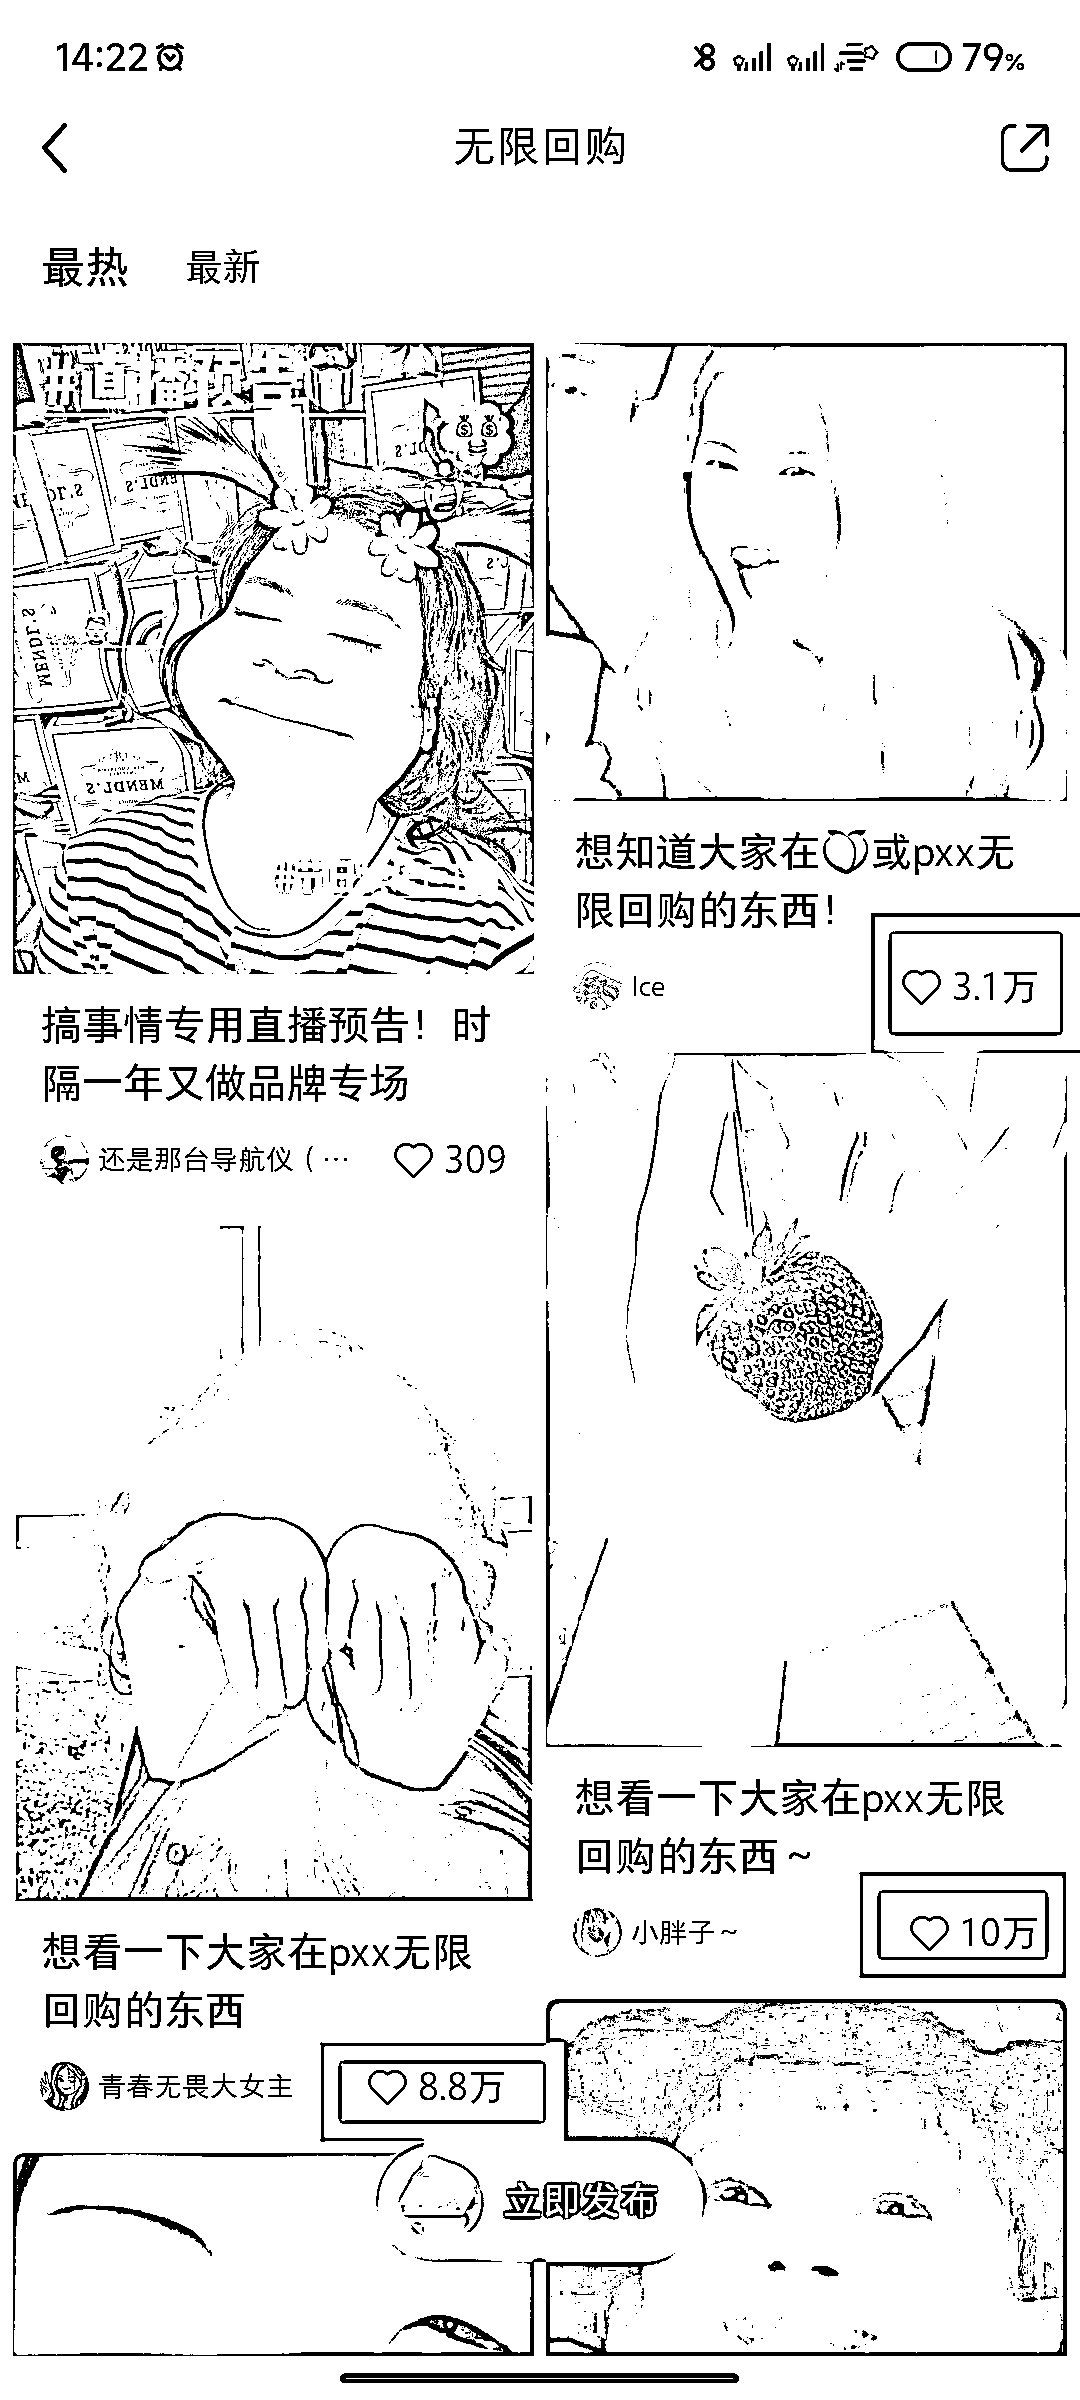 14:22
79%
无限回购
最热 最新
#直播预告
MENDL'S
MENDL'S
搞事情专用直播预告！时
隔一年又做品牌专场
还是那台导航仪（…
309
想知道大家在🍑或pxx无
限回购的东西！
Ice
3.1万
想看一下大家在pxx无限
回购的东西
青春无畏大女主
8.8万
想看一下大家在pxx无限
回购的东西～
小胖子～
10万
立即发布